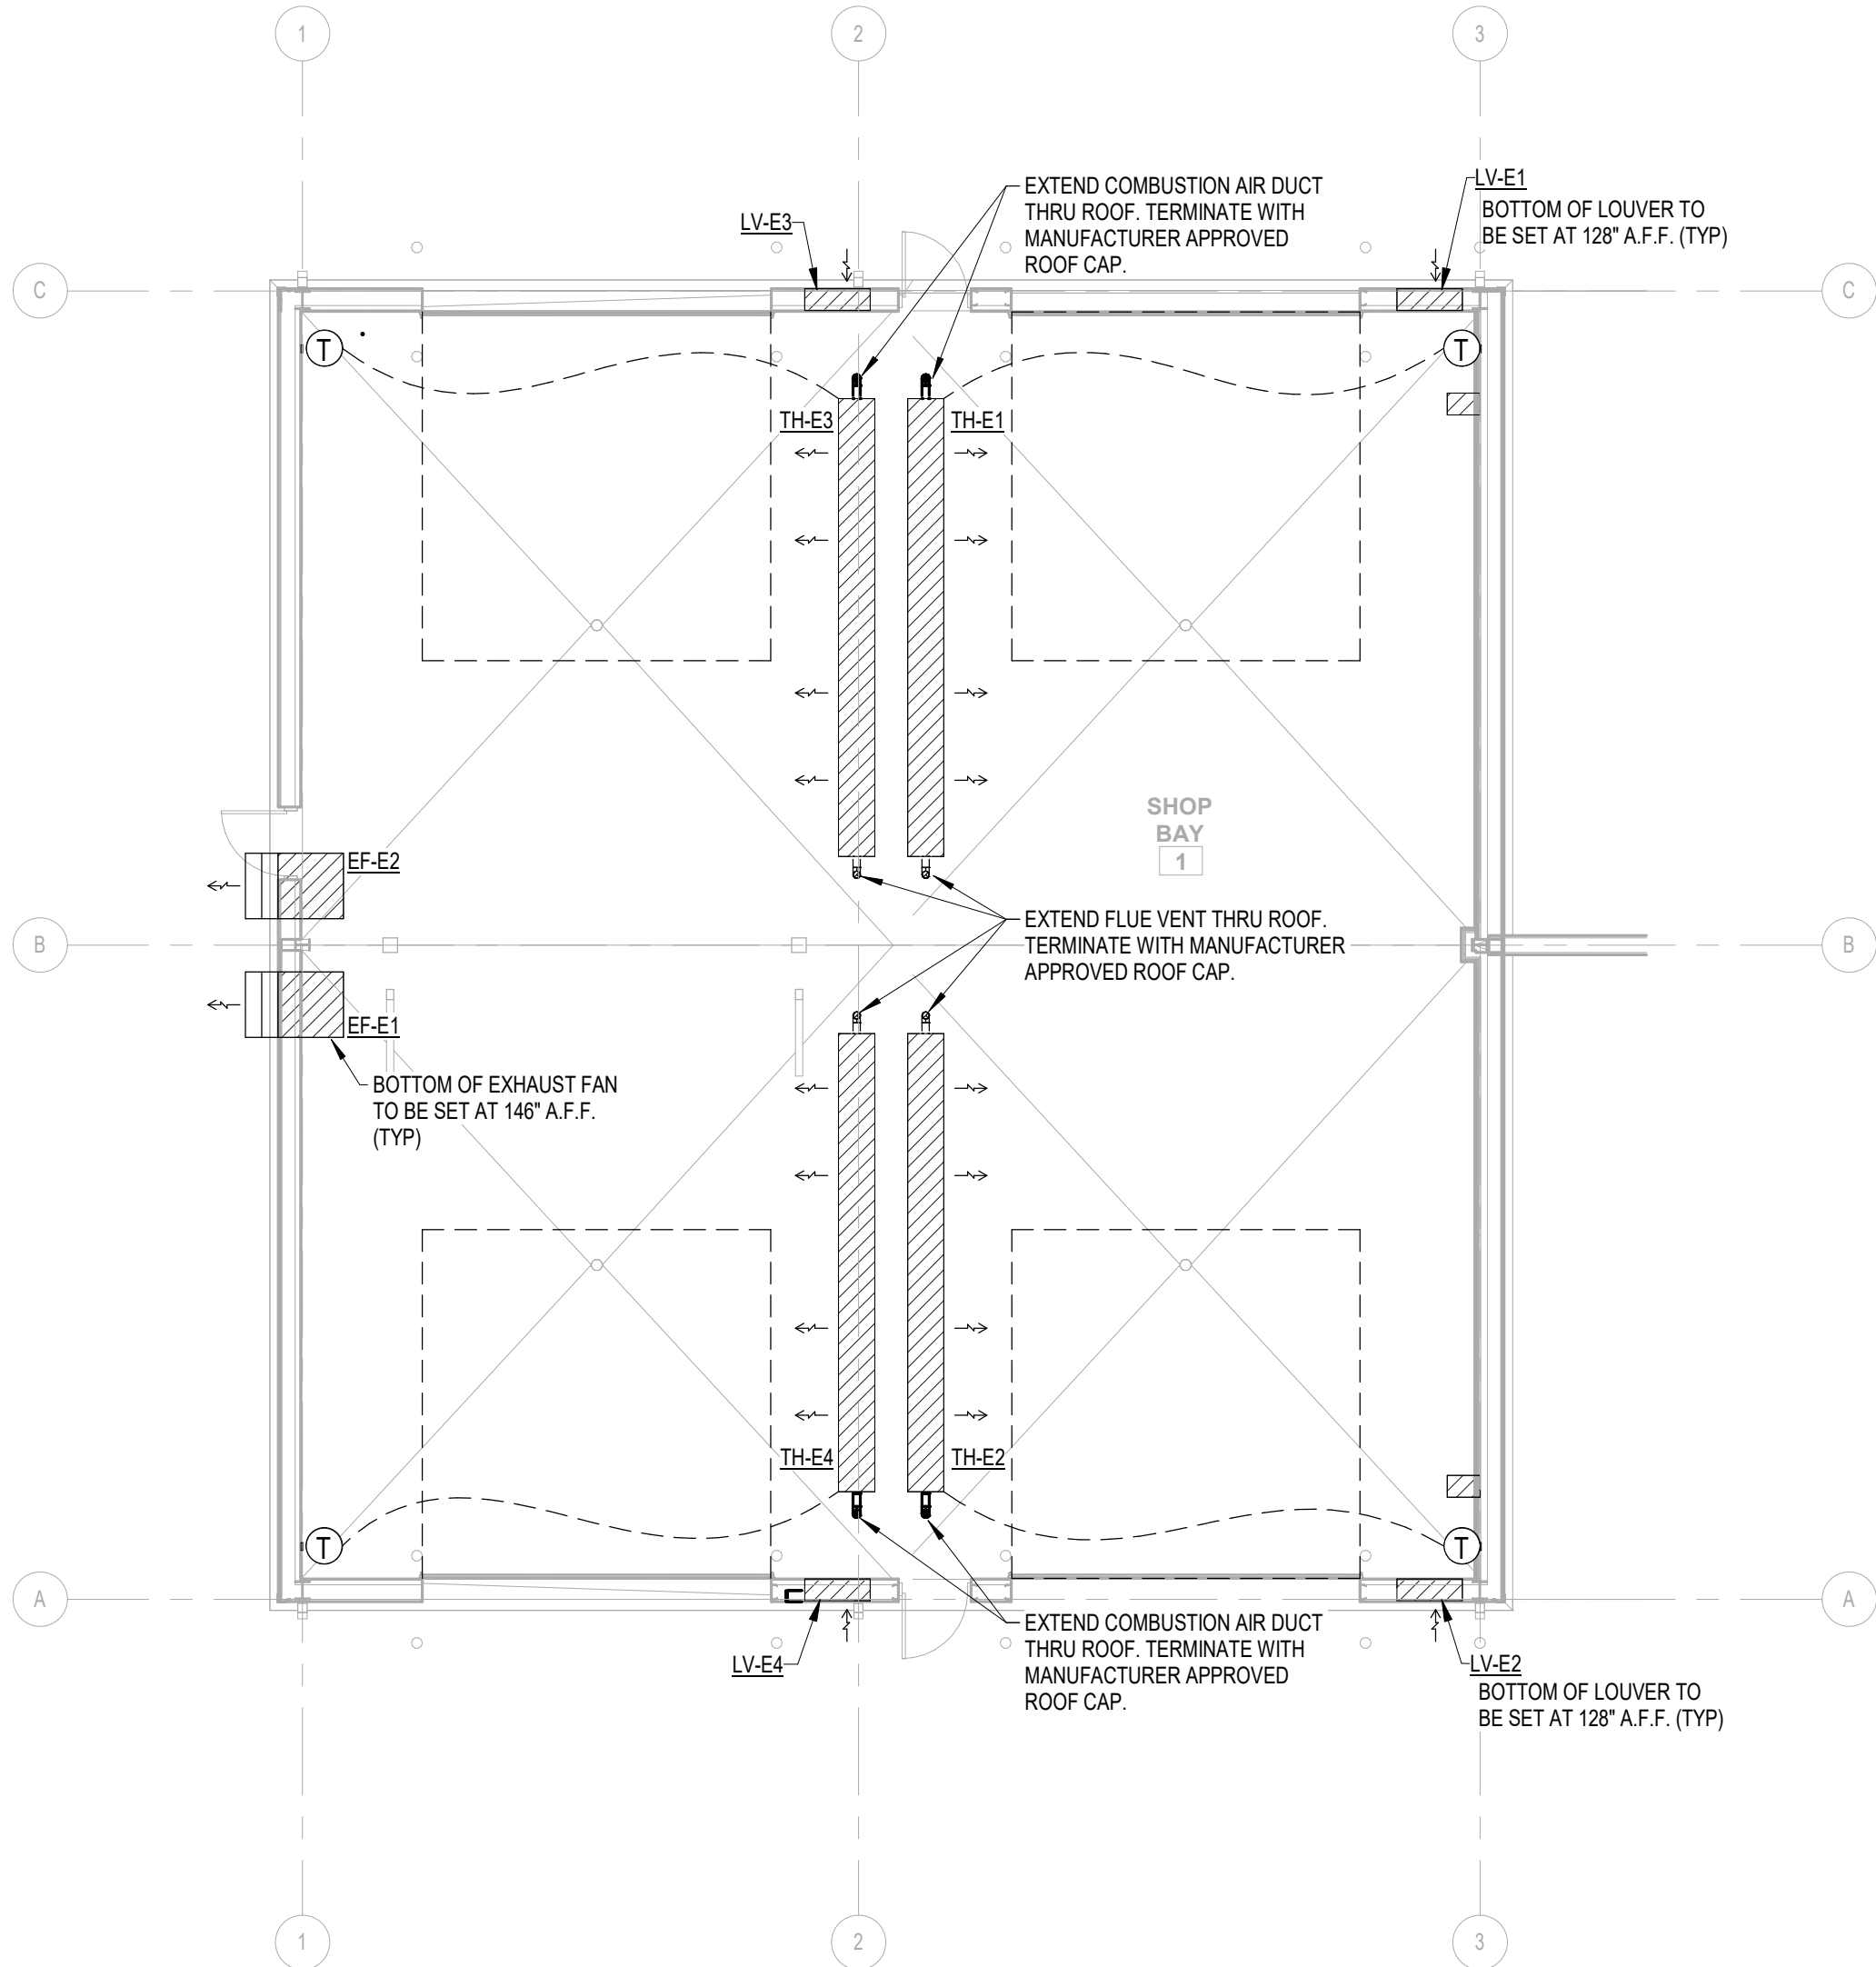 1
2
3
EXTEND COMBUSTION AIR DUCT
THRU ROOF. TERMINATE WITH
MANUFACTURER APPROVED
ROOF CAP.
LV-E1
BOTTOM OF LOUVER TO
BE SET AT 128" A.F.F. (TYP)
LV-E3
C
C
T
T
TH-E3
TH-E1
SHOP
BAY
1
EF-E2
EXTEND FLUE VENT THRU ROOF.
TERMINATE WITH MANUFACTURER
APPROVED ROOF CAP.
B
B
EF-E1
BOTTOM OF EXHAUST FAN
TO BE SET AT 146" A.F.F.
(TYP)
TH-E4
TH-E2
T
T
A
A
EXTEND COMBUSTION AIR DUCT
THRU ROOF. TERMINATE WITH
MANUFACTURER APPROVED
ROOF CAP.
LV-E4
LV-E2
BOTTOM OF LOUVER TO
BE SET AT 128" A.F.F. (TYP)
1
2
3